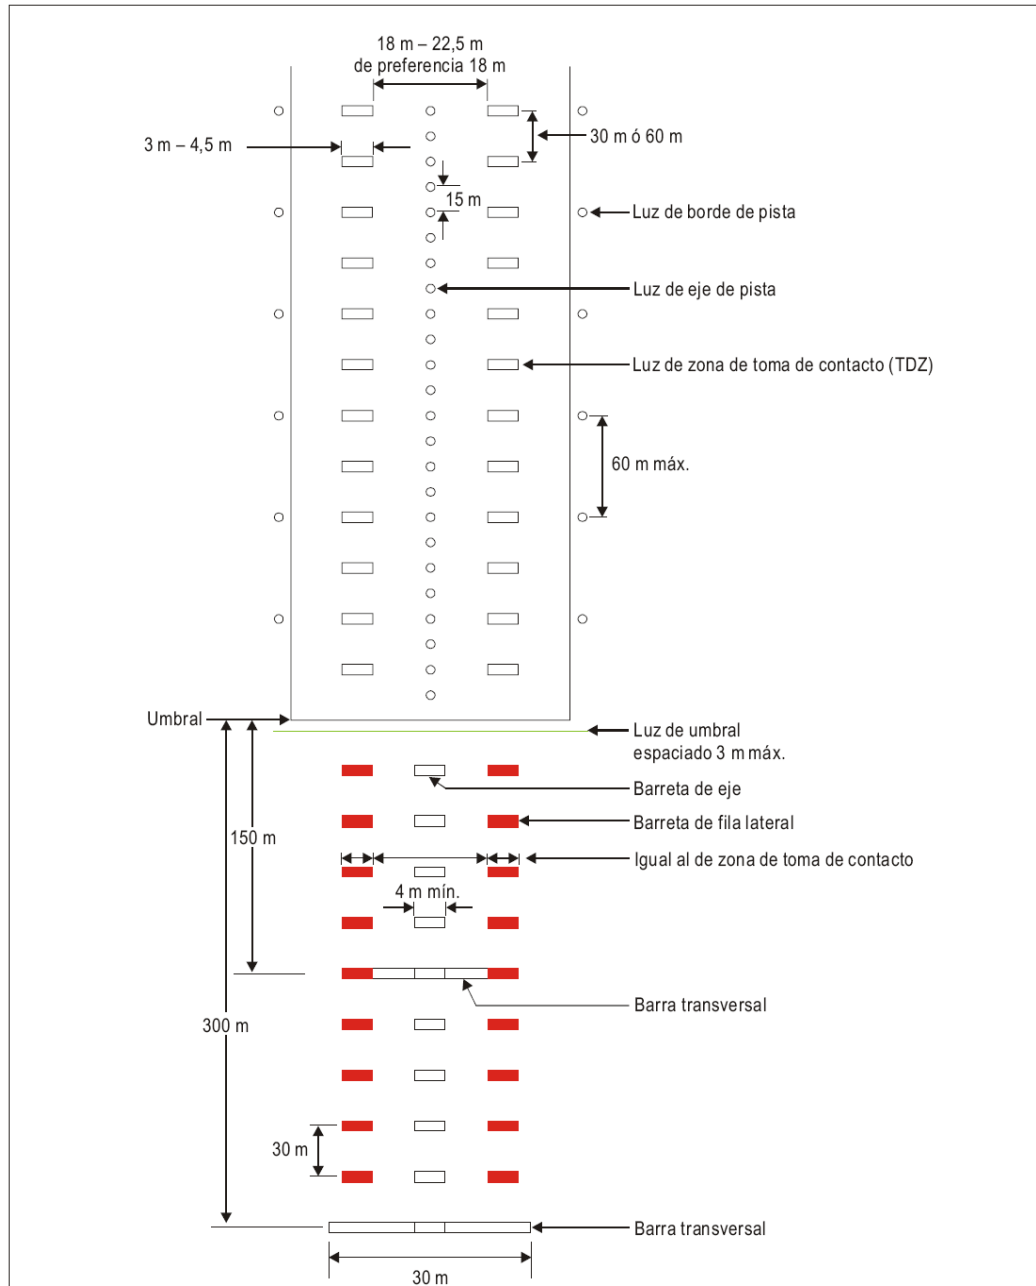 18 m – 22,5 m
de preferencia 18 m
3 m – 4,5 m
30 m ó 60 m
15 m
Luz de borde de pista
Luz de eje de pista
Luz de zona de toma de contacto (TDZ)
60 m máx.
Umbral
Luz de umbral
espaciado 3 m máx.
Barreta de eje
Barreta de fila lateral
150 m
Igual al de zona de toma de contacto
4 m mín.
Barra transversal
300 m
30 m
Barra transversal
30 m